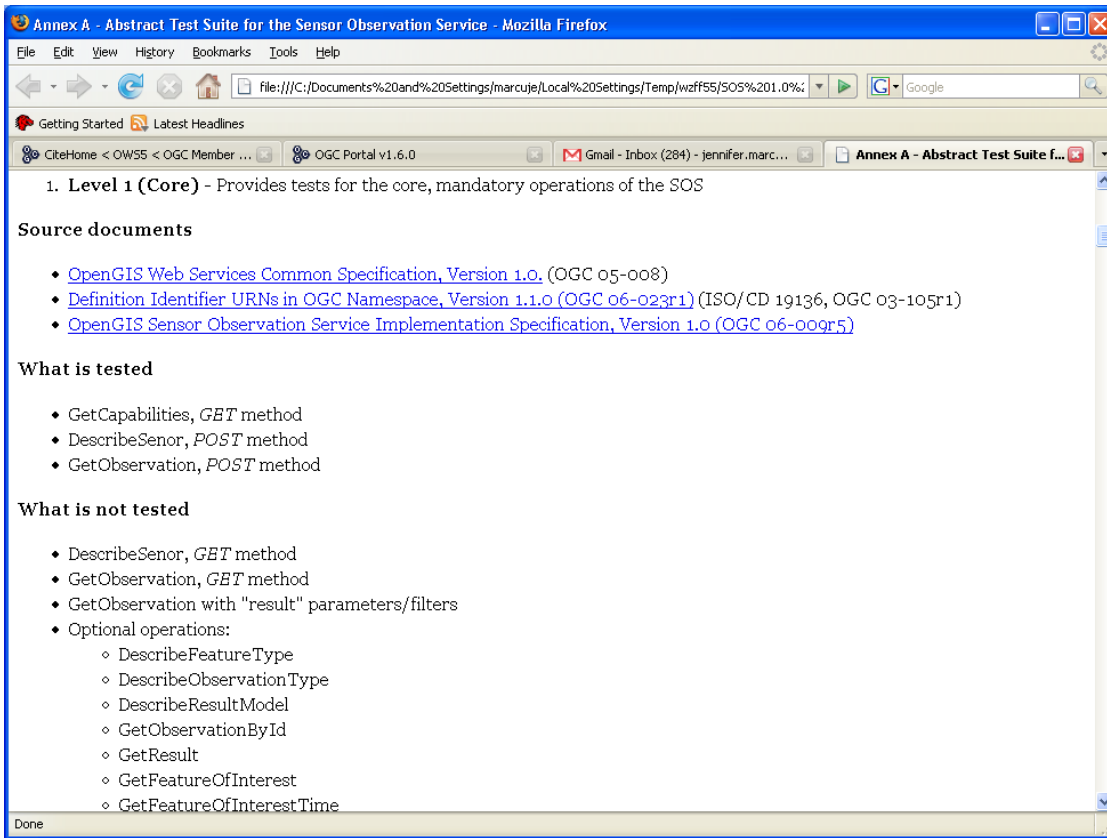 Annex A - Abstract Test Suite for the Sensor Observation Service - Mozilla Firefox
File Edit View History Bookmarks Tools Help
file:///C:/Documents%20and%20Settings/marcuje/Local%20Settings/Temp/wzff55/SOS%201.0%2 G Google
Getting Started Latest Headlines
CiteHome < OWS5 < OGC Member ... OGC Portal v1.6.0 Gmail - Inbox (284) - jennifer.marc... Annex A - Abstract Test Suite f...
1. Level 1 (Core) - Provides tests for the core, mandatory operations of the SOS
Source documents
• OpenGIS Web Services Common Specification, Version 1.0. (OGC 05-008)
• Definition Identifier URNs in OGC Namespace, Version 1.1.0 (OGC 06-023r1) (ISO/CD 19136, OGC 03-105r1)
• OpenGIS Sensor Observation Service Implementation Specification, Version 1.0 (OGC 06-009r5)
What is tested
• GetCapabilities, GET method
• DescribeSenor, POST method
• GetObservation, POST method
What is not tested
• DescribeSenor, GET method
• GetObservation, GET method
• GetObservation with "result" parameters/filters
• Optional operations:
◦ DescribeFeatureType
◦ DescribeObservationType
◦ DescribeResultModel
◦ GetObservationById
◦ GetResult
◦ GetFeatureOfInterest
◦ GetFeatureOfInterestTime
Done